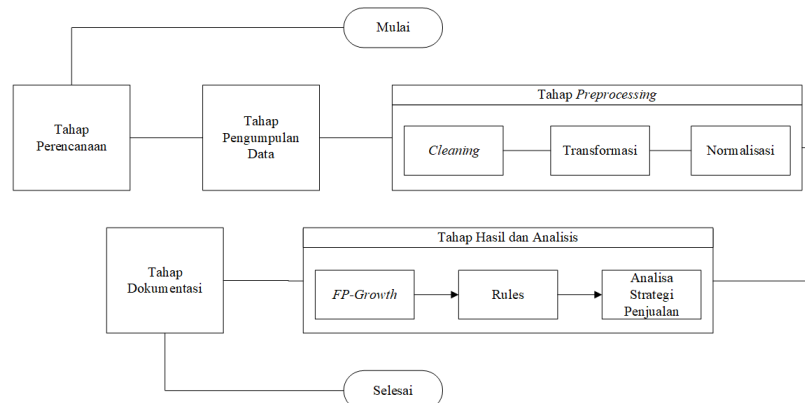 Mulai
Tahap
Perencanaan
Tahap
Pengumpulan
Data
Tahap Preprocessing
Cleaning
Transformasi
Normalisasi
Tahap
Dokumentasi
Tahap Hasil dan Analisis
FP-Growth
Rules
Analisa
Strategi
Penjualan
Selesai